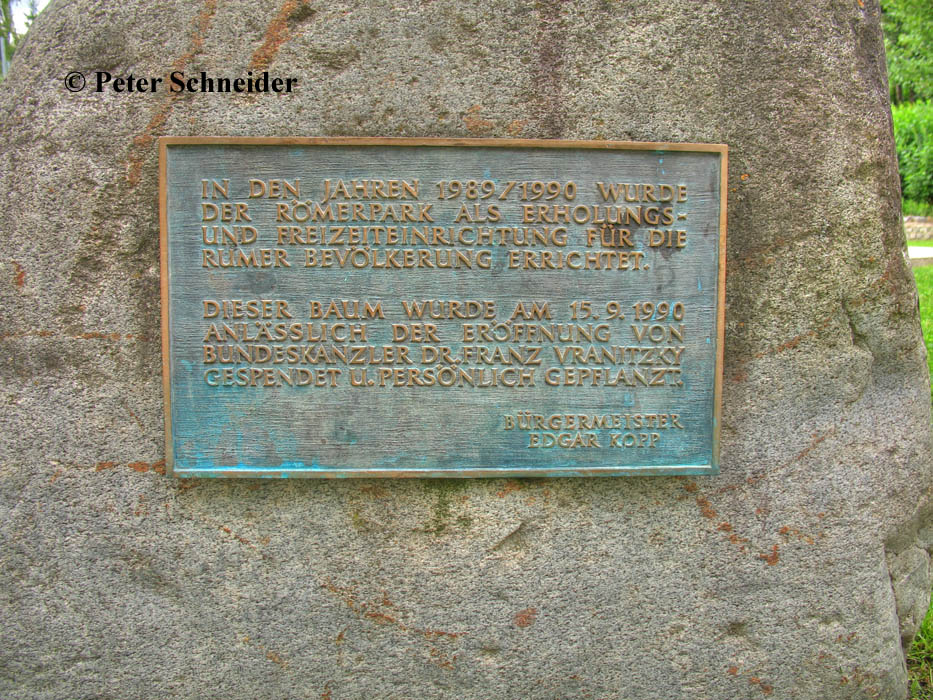 © Peter Schneider
IN DEN JAHREN 1989/1990 WURDE
DER RÖMERPARK ALS ERHOLUNGS-
UND FREIZEITEINRICHTUNG FÜR DIE
RUMER BEVÖLKERUNG ERRICHTET.
DIESER BAUM WURDE AM 15.9.1990
ANLÄSSLICH DER ERÖFFNUNG VON
BUNDESKANZLER DR.FRANZ VRANITZKY
GESPENDET U.PERSÖNLICH GEPFLANZT.
BÜRGERMEISTER
EDGAR KOPP